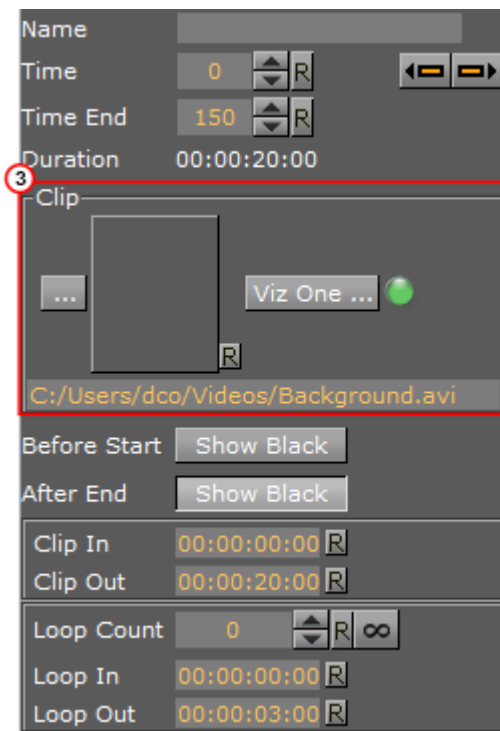 Name
Time 0 R
Time End 150 R
Duration 00:00:20:00
3
Clip
... Viz One ...
R
C:/Users/dco/Videos/Background.avi
Before Start Show Black
After End Show Black
Clip In 00:00:00:00 R
Clip Out 00:00:20:00 R
Loop Count 0 R ∞
Loop In 00:00:00:00 R
Loop Out 00:00:03:00 R